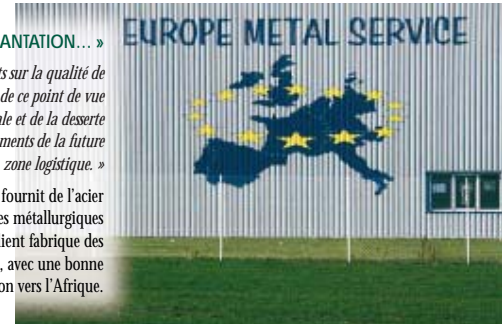 ANTATION… »
ts sur la qualité de
de ce point de vue
ale et de la desserte
ments de la future
zone logistique. »
fournit de l'acier
es métallurgiques
ient fabrique des
, avec une bonne
on vers l'Afrique.
EUROPE METAL SERVICE